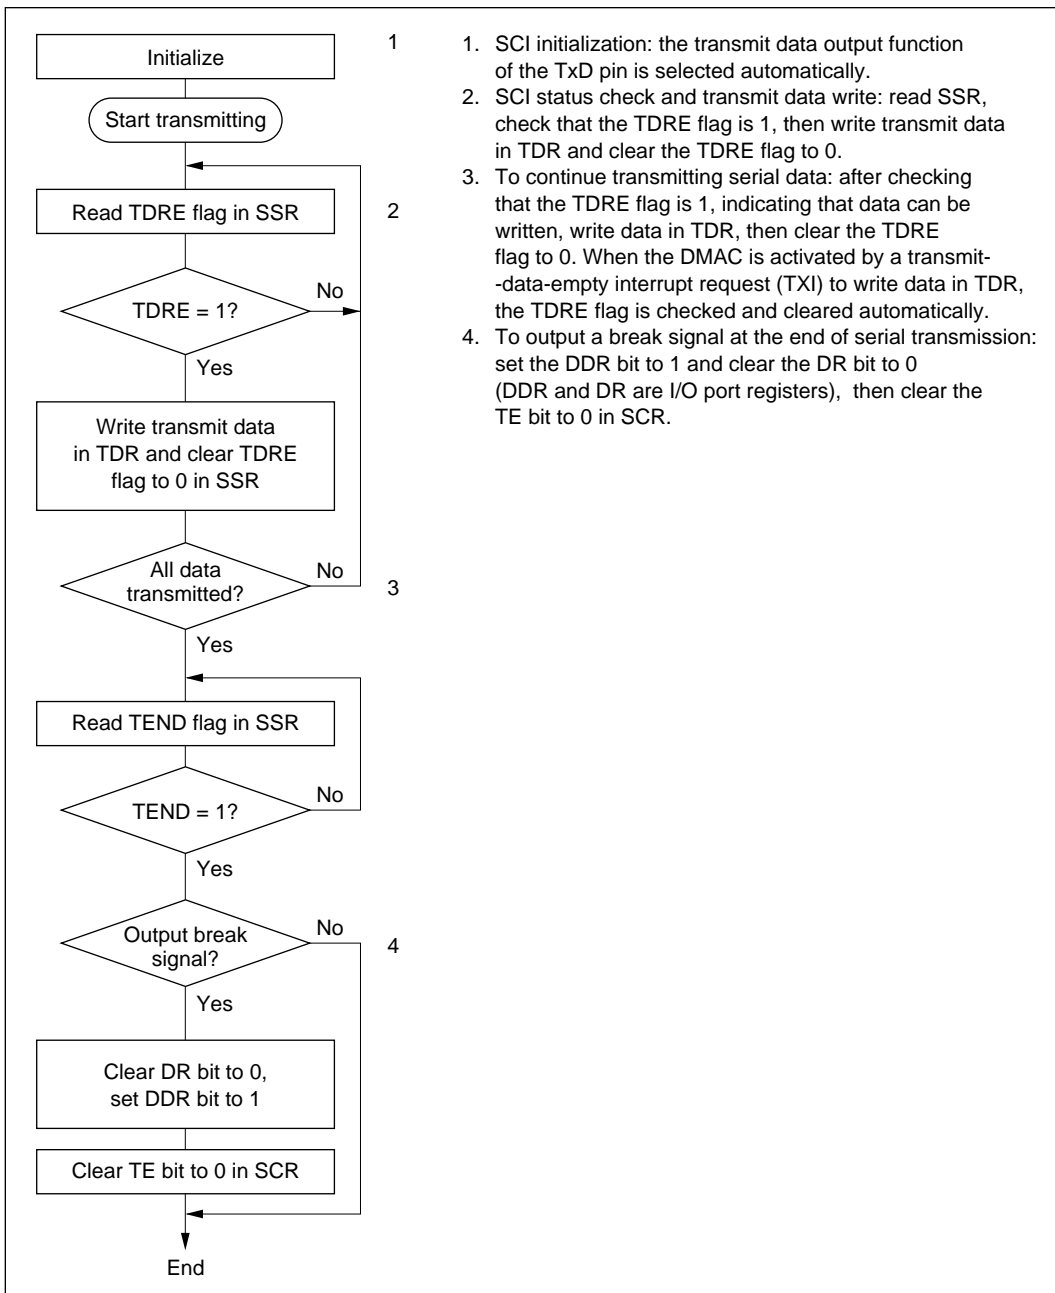 Initialize
1
Start transmitting
Read TDRE flag in SSR
2
TDRE = 1?
No
Yes
Write transmit data
in TDR and clear TDRE
flag to 0 in SSR
All data
transmitted?
No
3
Yes
Read TEND flag in SSR
TEND = 1?
No
Yes
Output break
signal?
No
4
Yes
Clear DR bit to 0,
set DDR bit to 1
Clear TE bit to 0 in SCR
End
1. SCI initialization: the transmit data output function
of the TxD pin is selected automatically.
2. SCI status check and transmit data write: read SSR,
check that the TDRE flag is 1, then write transmit data
in TDR and clear the TDRE flag to 0.
3. To continue transmitting serial data: after checking
that the TDRE flag is 1, indicating that data can be
written, write data in TDR, then clear the TDRE
flag to 0. When the DMAC is activated by a transmit-
-data-empty interrupt request (TXI) to write data in TDR,
the TDRE flag is checked and cleared automatically.
4. To output a break signal at the end of serial transmission:
set the DDR bit to 1 and clear the DR bit to 0
(DDR and DR are I/O port registers), then clear the
TE bit to 0 in SCR.